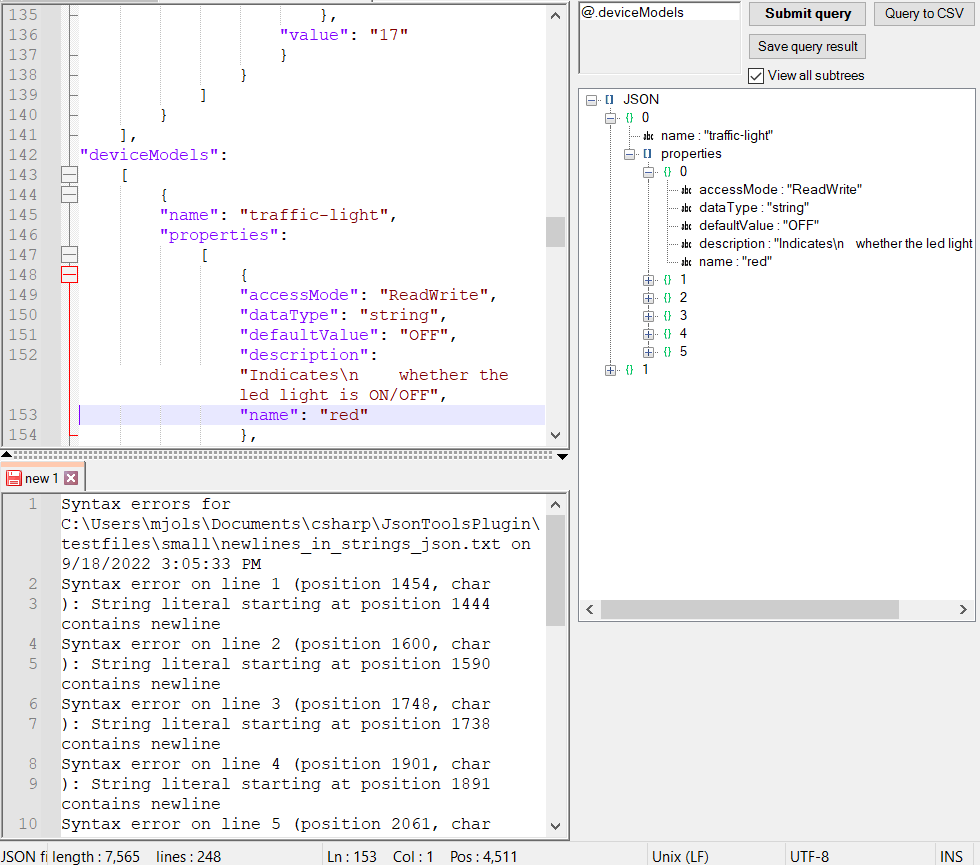 135 },
136 "value": "17"
137 }
138 }
139 ]
140 }
141 ],
142 "deviceModels":
143 [
144 {
145 "name": "traffic-light",
146 "properties":
147 [
148 {
149 "accessMode": "ReadWrite",
150 "dataType": "string",
151 "defaultValue": "OFF",
152 "description":
"Indicates\n    whether the
led light is ON/OFF",
153 "name": "red"
154 },
new 1
1 Syntax errors for
C:\Users\mjols\Documents\csharp\JsonToolsPlugin\
testfiles\small\newlines_in_strings_json.txt on
9/18/2022 3:05:33 PM
2 Syntax error on line 1 (position 1454, char
3 ): String literal starting at position 1444
contains newline
4 Syntax error on line 2 (position 1600, char
5 ): String literal starting at position 1590
contains newline
6 Syntax error on line 3 (position 1748, char
7 ): String literal starting at position 1738
contains newline
8 Syntax error on line 4 (position 1901, char
9 ): String literal starting at position 1891
contains newline
10 Syntax error on line 5 (position 2061, char
@.deviceModels
Submit query
Query to CSV
Save query result
View all subtrees
[] JSON
{} 0
abc name : "traffic-light"
[] properties
{} 0
abc accessMode : "ReadWrite"
abc dataType : "string"
abc defaultValue : "OFF"
abc description : "Indicates\n    whether the led light
abc name : "red"
{} 1
{} 2
{} 3
{} 4
{} 5
{} 1
JSON fi length : 7,565 lines : 248 Ln : 153 Col : 1 Pos : 4,511 Unix (LF) UTF-8 INS